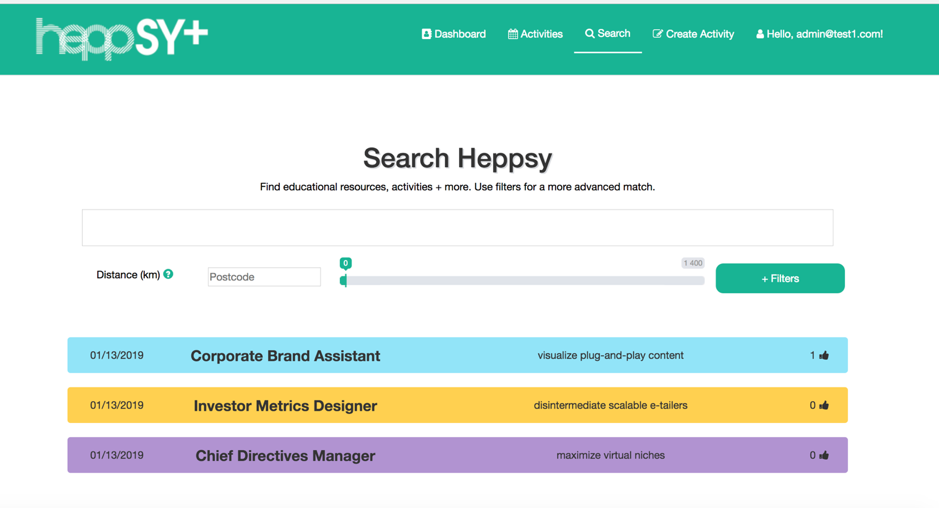 heppSY+
Dashboard Activities Search Create Activity Hello, admin@test1.com!
Search Heppsy
Find educational resources, activities + more. Use filters for a more advanced match.
0 1 400
Distance (km) ? Postcode + Filters
01/13/2019 Corporate Brand Assistant visualize plug-and-play content 1
01/13/2019 Investor Metrics Designer disintermediate scalable e-tailers 0
01/13/2019 Chief Directives Manager maximize virtual niches 0